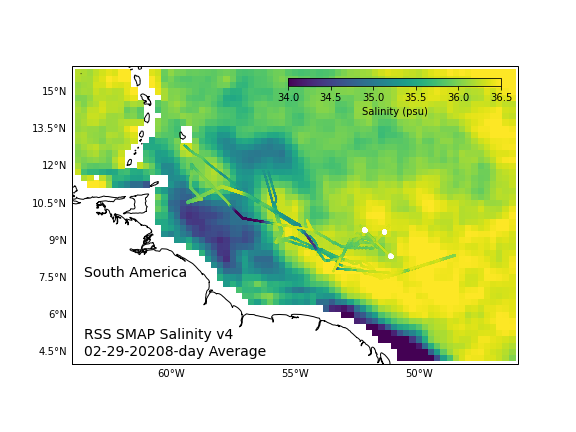 15°N
13.5°N
12°N
10.5°N
9°N
7.5°N
6°N
4.5°N
34.0 34.5 35.0 35.5 36.0 36.5
Salinity (psu)
South America
RSS SMAP Salinity v4
02-29-20208-day Average
60°W 55°W 50°W